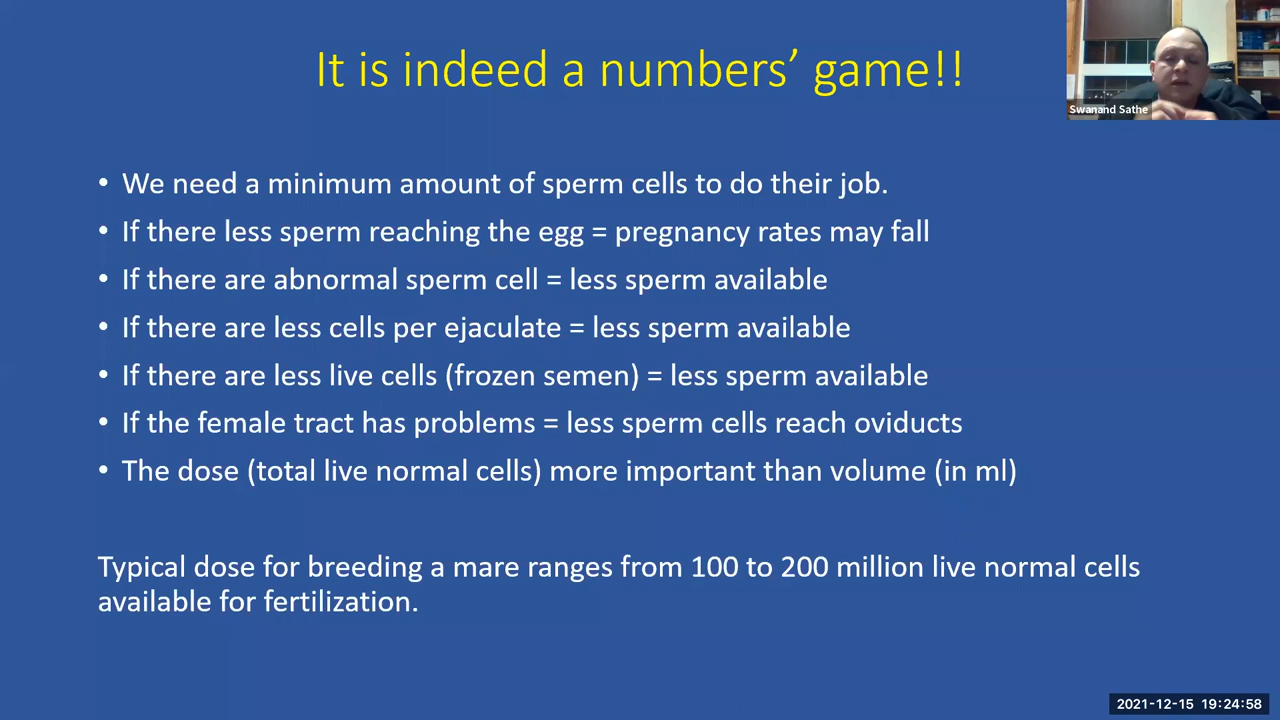 It is indeed a numbers’ game!!
Swanand Sathe
• We need a minimum amount of sperm cells to do their job.
• If there less sperm reaching the egg = pregnancy rates may fall
• If there are abnormal sperm cell = less sperm available
• If there are less cells per ejaculate = less sperm available
• If there are less live cells (frozen semen) = less sperm available
• If the female tract has problems = less sperm cells reach oviducts
• The dose (total live normal cells) more important than volume (in ml)
Typical dose for breeding a mare ranges from 100 to 200 million live normal cells
available for fertilization.
2021-12-15 19:24:58